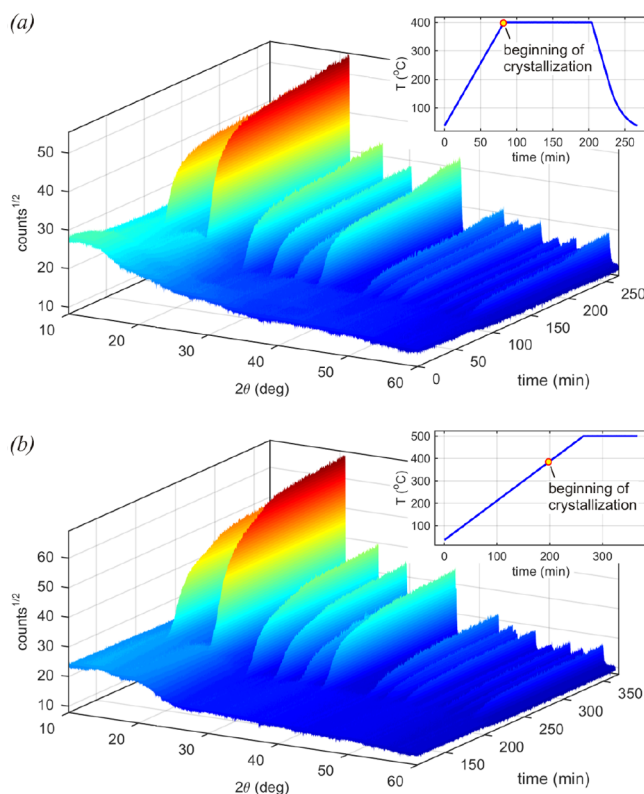 (a)
400
300
200
100
T (°C)
beginning of
crystallization
0 50 100 150 200 250
time (min)
50
40
30
20
10
counts1/2
10 20 30 40 50 60
2θ (deg)
0 50 100 150 200 250
time (min)
(b)
500
400
300
200
100
T (°C)
beginning of
crystallization
0 100 200 300
time (min)
60
50
40
30
20
10
counts1/2
10 20 30 40 50 60
2θ (deg)
150 200 250 300 350
time (min)